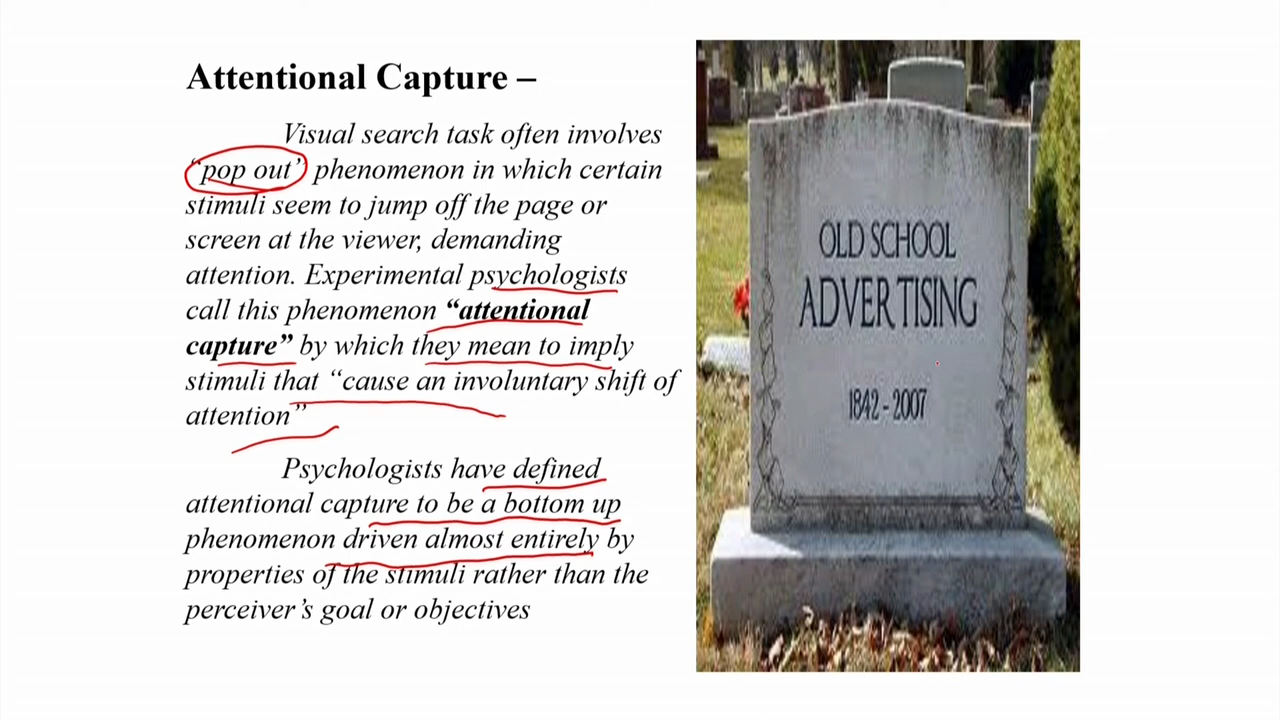 Attentional Capture –
Visual search task often involves
“pop out” phenomenon in which certain
stimuli seem to jump off the page or
screen at the viewer, demanding
attention. Experimental psychologists
call this phenomenon “attentional
capture” by which they mean to imply
stimuli that “cause an involuntary shift of
attention”
Psychologists have defined
attentional capture to be a bottom up
phenomenon driven almost entirely by
properties of the stimuli rather than the
perceiver’s goal or objectives
OLD SCHOOL
ADVERTISING
1842 - 2007